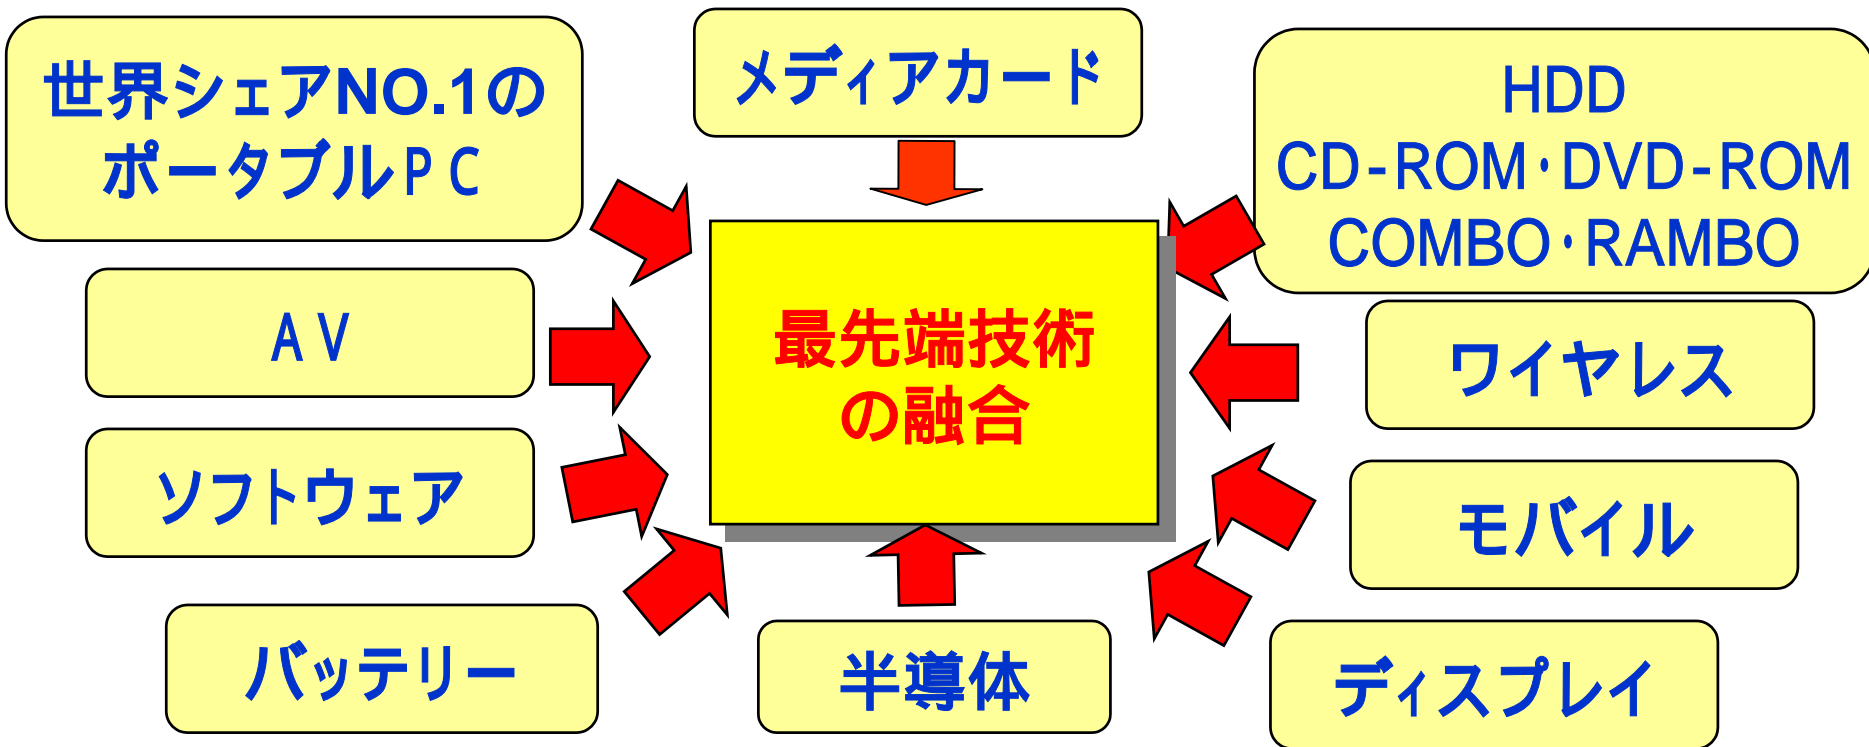 世界シェアNO.1の
ポータブルＰＣ
メディアカード
HDD
CD-ROM･DVD-ROM
COMBO･RAMBO
ＡＶ
最先端技術
の融合
ワイヤレス
ソフトウェア
モバイル
バッテリー
半導体
ディスプレイ